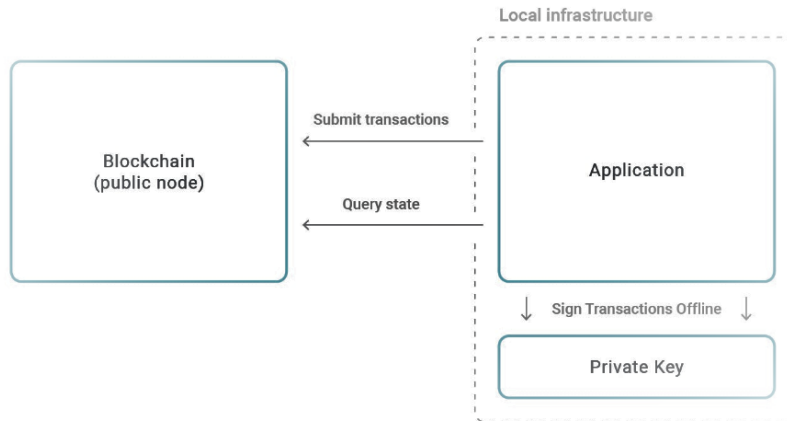 Local infrastructure
Submit transactions
Blockchain
(public node)
Application
Query state
Sign Transactions Offline
Private Key